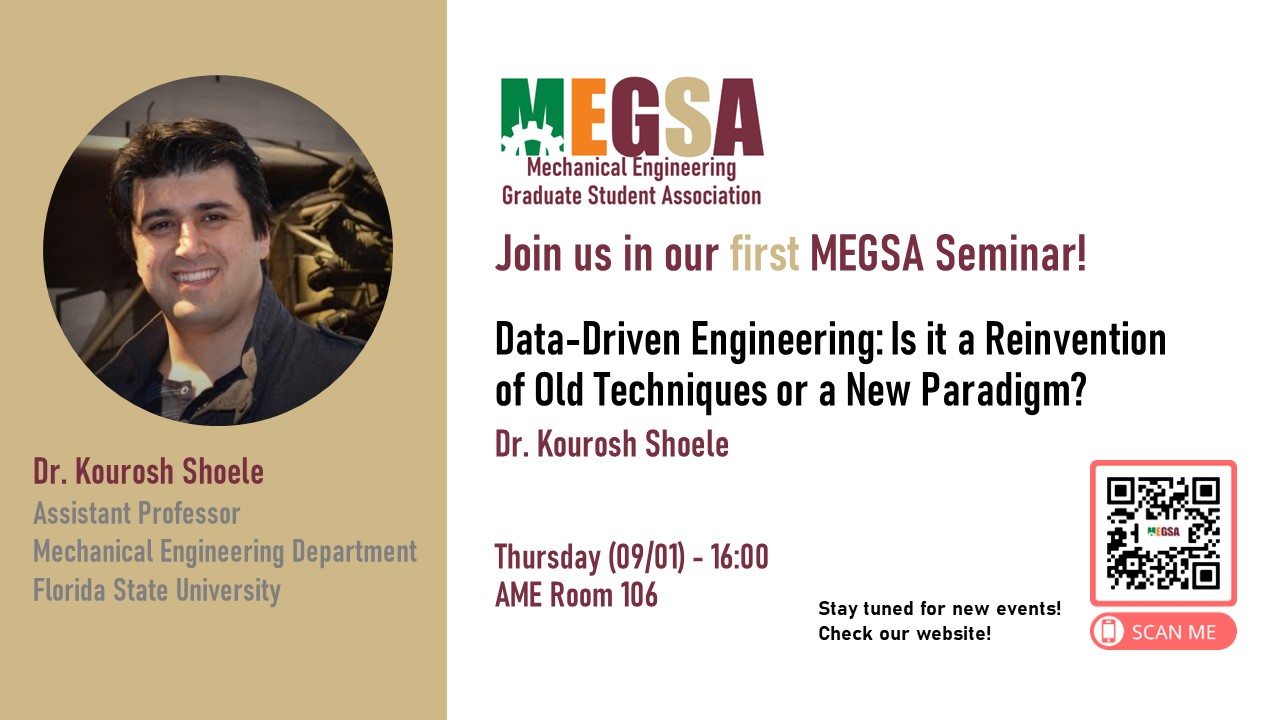 MEGSA
Mechanical Engineering
Graduate Student Association
Join us in our first MEGSA Seminar!
Data-Driven Engineering: Is it a Reinvention
of Old Techniques or a New Paradigm?
Dr. Kourosh Shoele
Dr. Kourosh Shoele
Assistant Professor
Mechanical Engineering Department
Florida State University
Thursday (09/01) - 16:00
AME Room 106
Stay tuned for new events!
Check our website!
MEGSA
SCAN ME